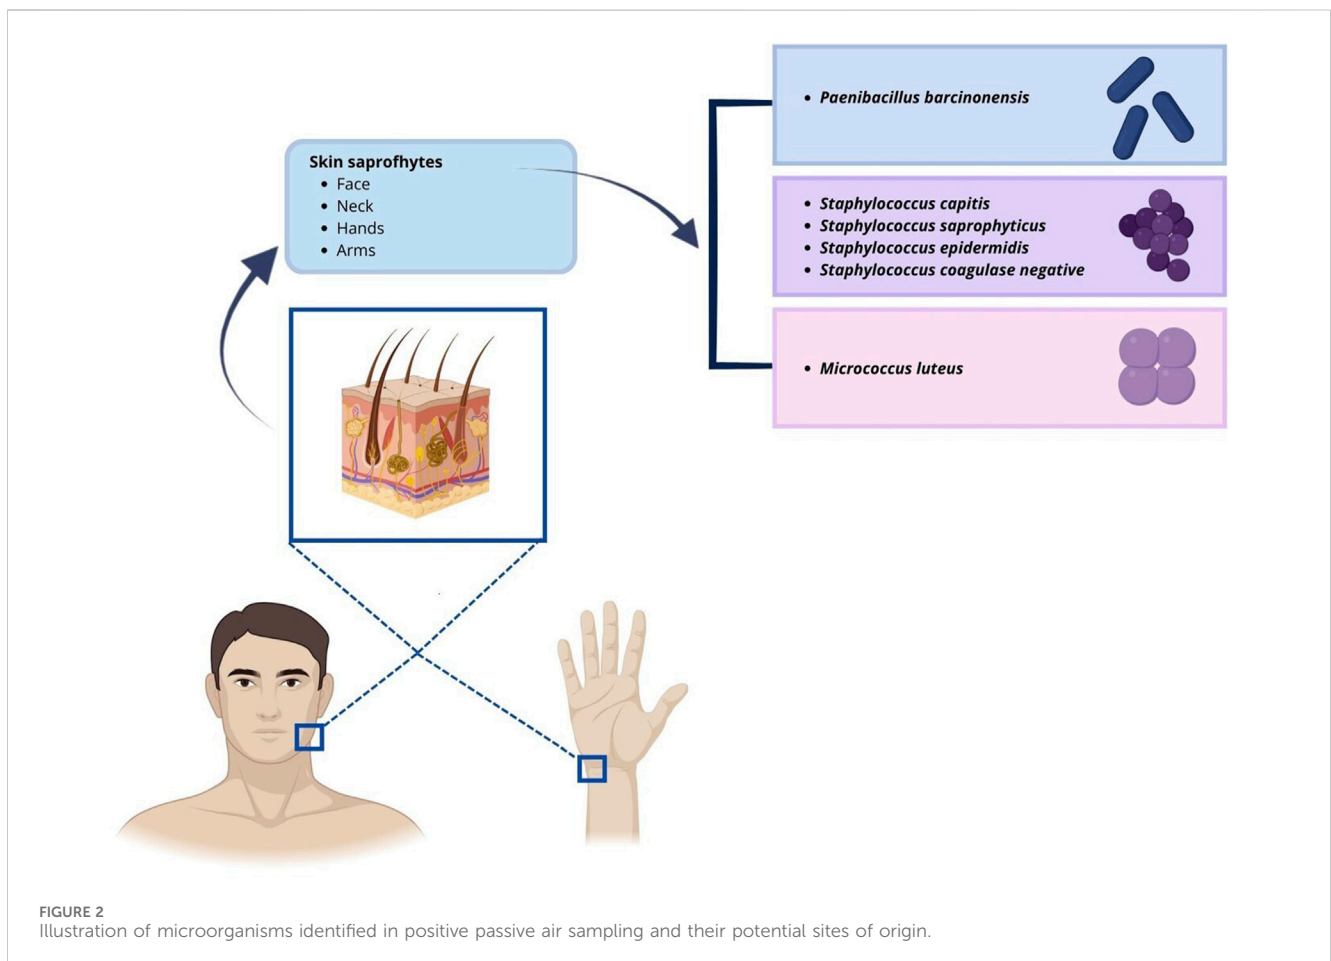 Skin saprofhytes
• Face
• Neck
• Hands
• Arms
• Paenibacillus barcinonensis
• Staphylococcus capitis
• Staphylococcus saprophyticus
• Staphylococcus epidermidis
• Staphylococcus coagulase negative
• Micrococcus luteus
FIGURE 2
Illustration of microorganisms identified in positive passive air sampling and their potential sites of origin.